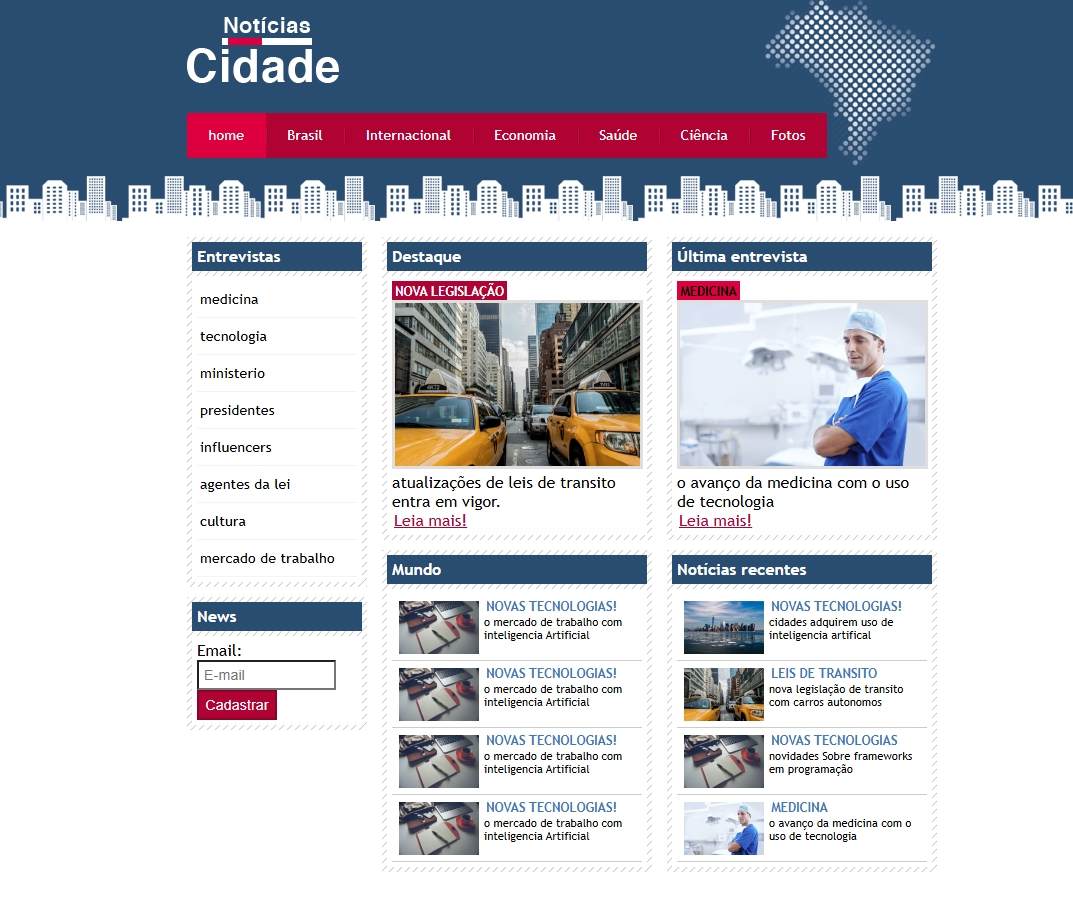 Notícias
Cidade
home Brasil Internacional Economia Saúde Ciência Fotos
Entrevistas
medicina
tecnologia
ministerio
presidentes
influencers
agentes da lei
cultura
mercado de trabalho
News
Email:
E-mail
Cadastrar
Destaque
NOVA LEGISLAÇÃO
atualizações de leis de transito
entra em vigor.
Leia mais!
Última entrevista
MEDICINA
o avanço da medicina com o uso
de tecnologia
Leia mais!
Mundo
NOVAS TECNOLOGIAS!
o mercado de trabalho com
inteligencia Artificial
NOVAS TECNOLOGIAS!
o mercado de trabalho com
inteligencia Artificial
NOVAS TECNOLOGIAS!
o mercado de trabalho com
inteligencia Artificial
NOVAS TECNOLOGIAS!
o mercado de trabalho com
inteligencia Artificial
Notícias recentes
NOVAS TECNOLOGIAS!
cidades adquirem uso de
inteligencia artifical
LEIS DE TRANSITO
nova legislação de transito
com carros autonomos
NOVAS TECNOLOGIAS
novidades Sobre frameworks
em programação
MEDICINA
o avanço da medicina com o
uso de tecnologia